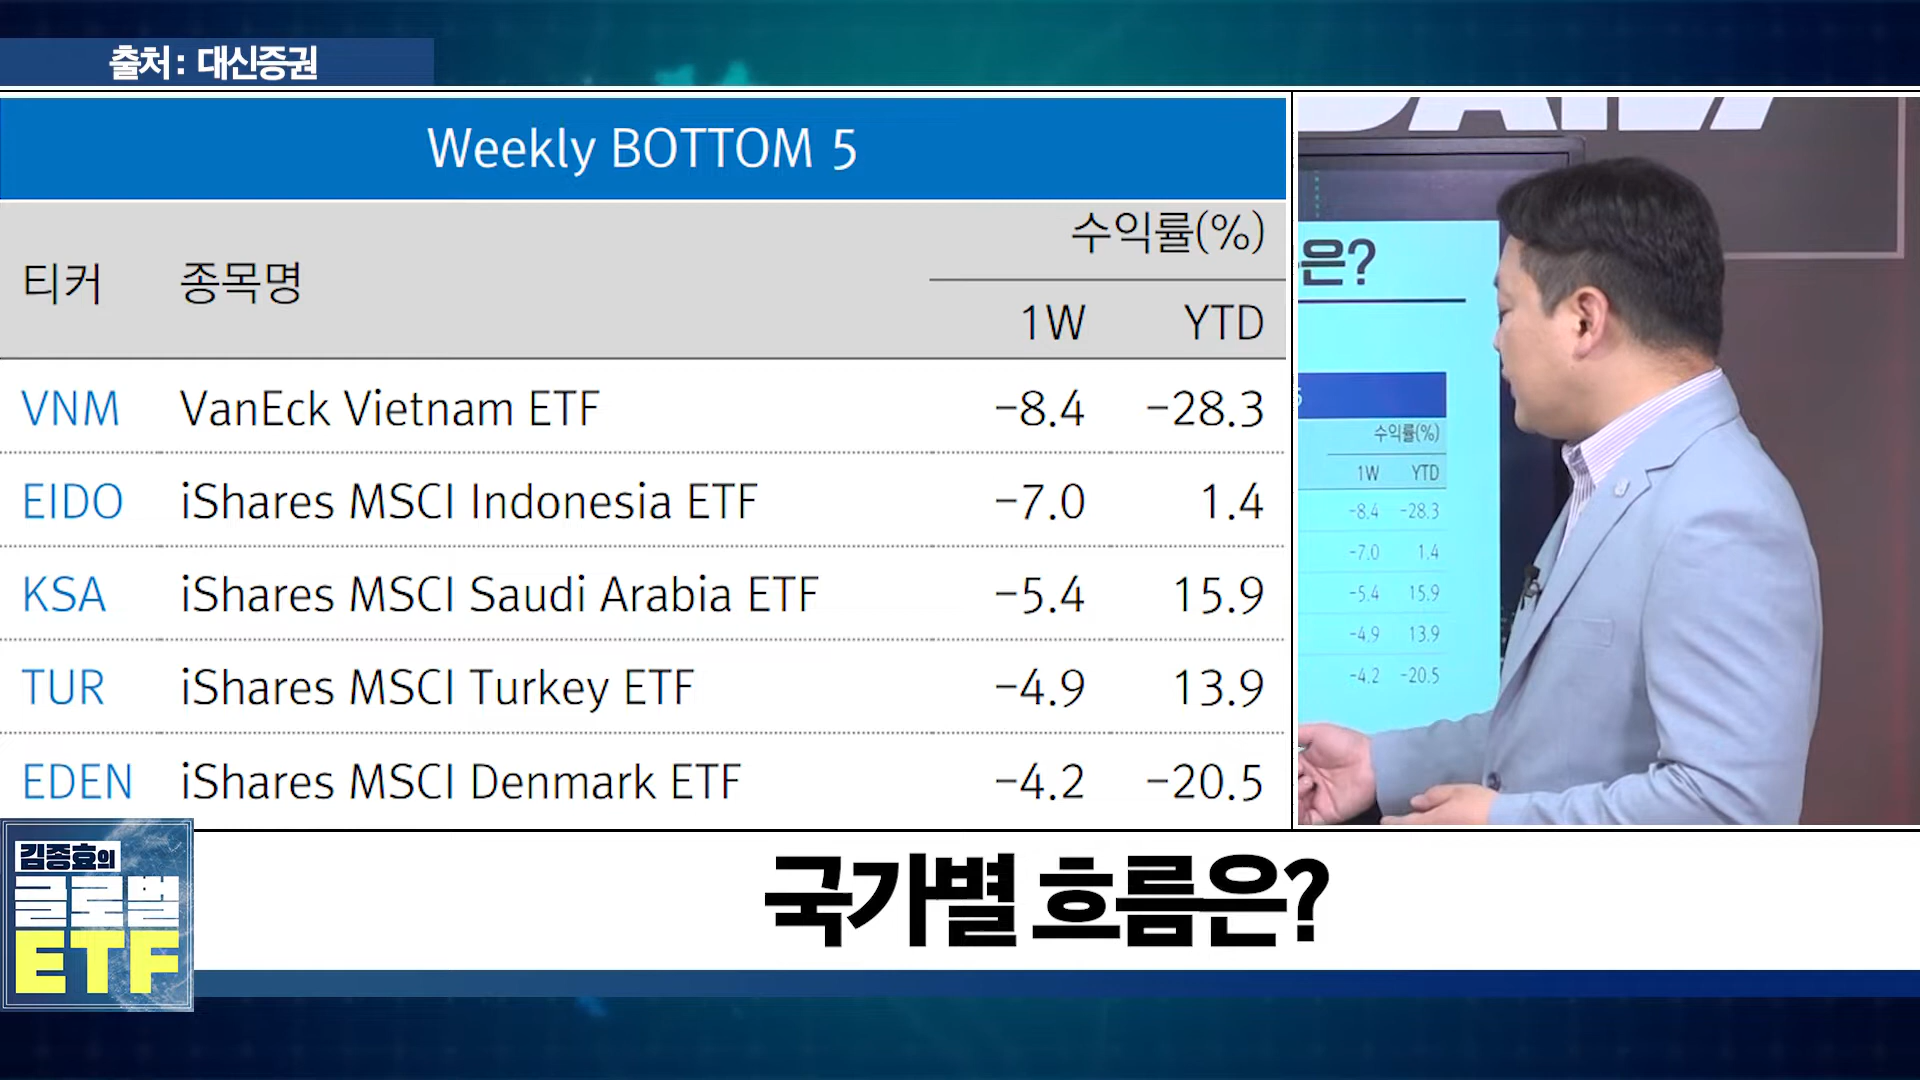 출처 : 대신증권
Weekly BOTTOM 5
수익률(%)
티커 종목명
1W YTD
VNM VanEck Vietnam ETF -8.4 -28.3
EIDO iShares MSCI Indonesia ETF -7.0 1.4
KSA iShares MSCI Saudi Arabia ETF -5.4 15.9
TUR iShares MSCI Turkey ETF -4.9 13.9
EDEN iShares MSCI Denmark ETF -4.2 -20.5
DAILY
은?
수익률(%)
1W YTD
-8.4 -28.3
-7.0 1.4
-5.4 15.9
-4.9 13.9
-4.2 -20.5
김종효의
글로벌
ETF
국가별 흐름은?